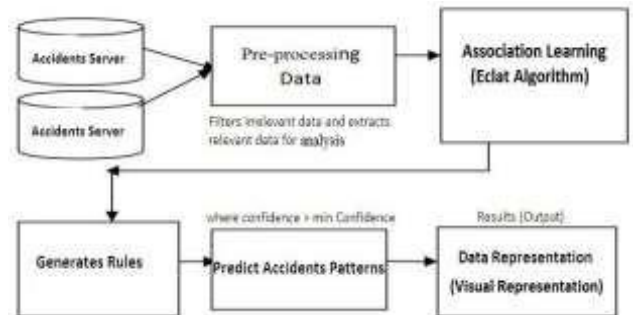 Accidents Server
Pre-processing
Data
Association Learning
(Eclat Algorithm)
Accidents Server
Filters irrelevant data and extracts
relevant data for analysis
where confidence > min Confidence
Results (Output)
Generates Rules
Predict Accidents Patterns
Data Representation
(Visual Representation)